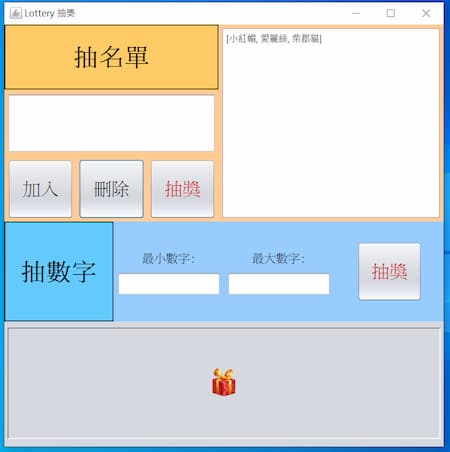 Lottery 抽獎
抽名單
[小紅帽, 愛麗絲, 柴郡貓]
加入
刪除
抽獎
抽數字
最小數字:
最大數字:
抽獎